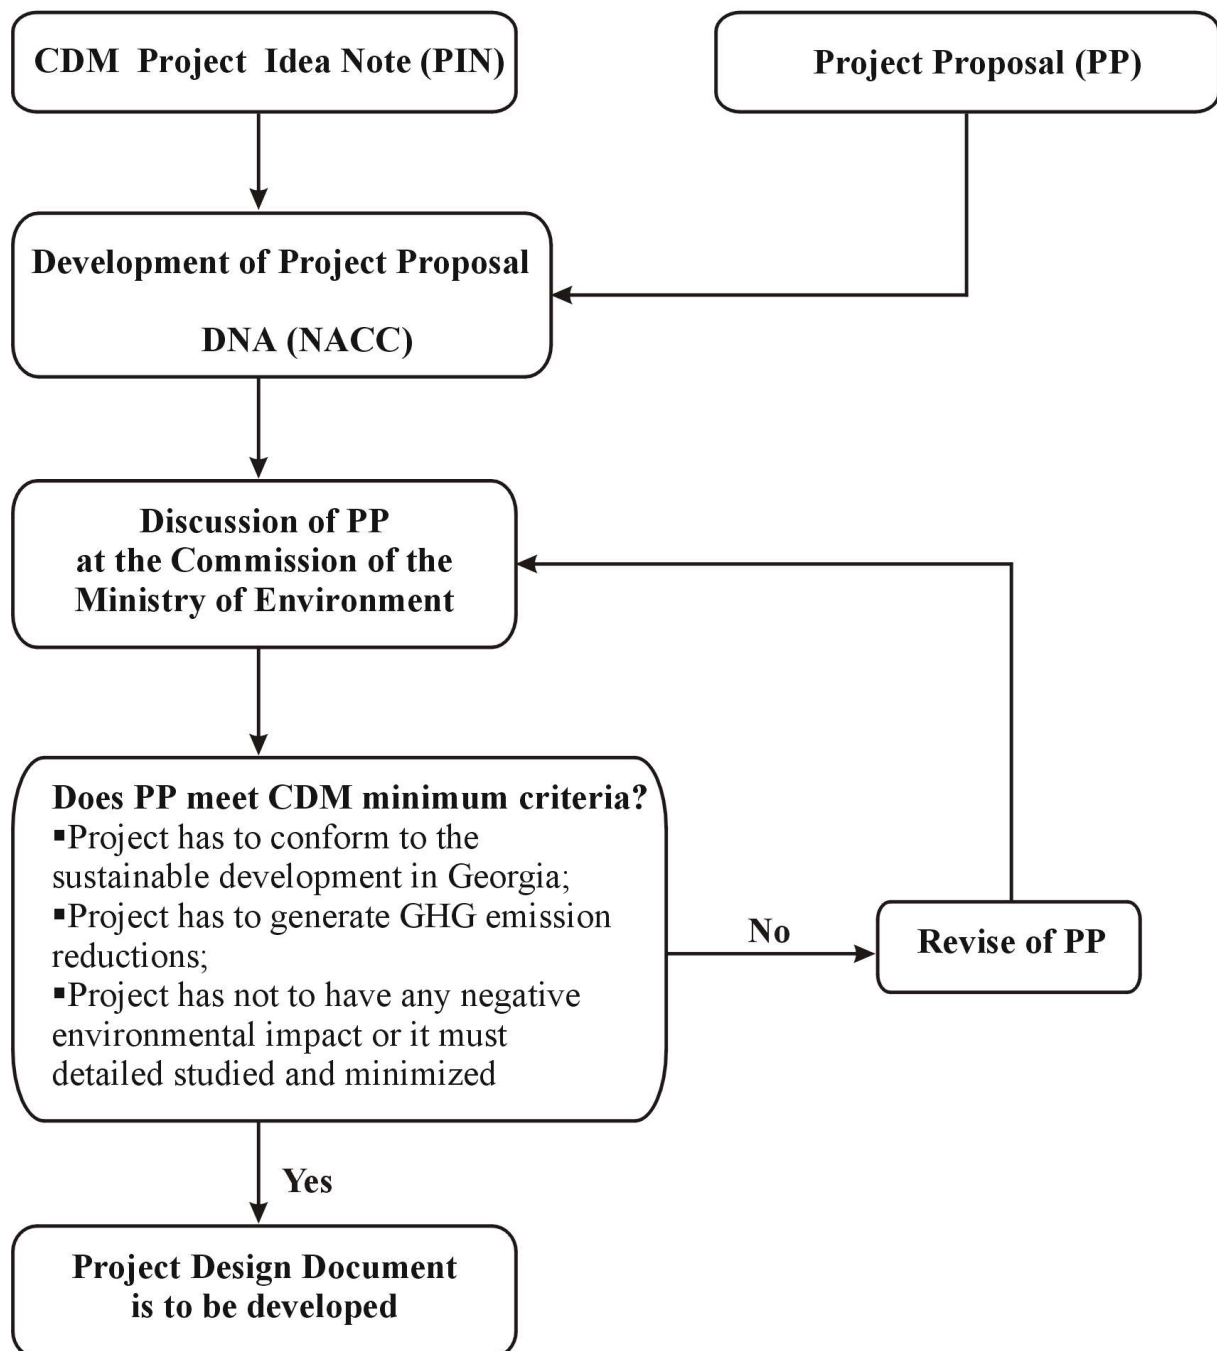 CDM Project Idea Note (PIN)
Project Proposal (PP)
Development of Project Proposal
DNA (NACC)
Discussion of PP
at the Commission of the
Ministry of Environment
Does PP meet CDM minimum criteria?
▪Project has to conform to the
sustainable development in Georgia;
▪Project has to generate GHG emission
reductions;
▪Project has not to have any negative
environmental impact or it must
detailed studied and minimized
No
Revise of PP
Yes
Project Design Document
is to be developed